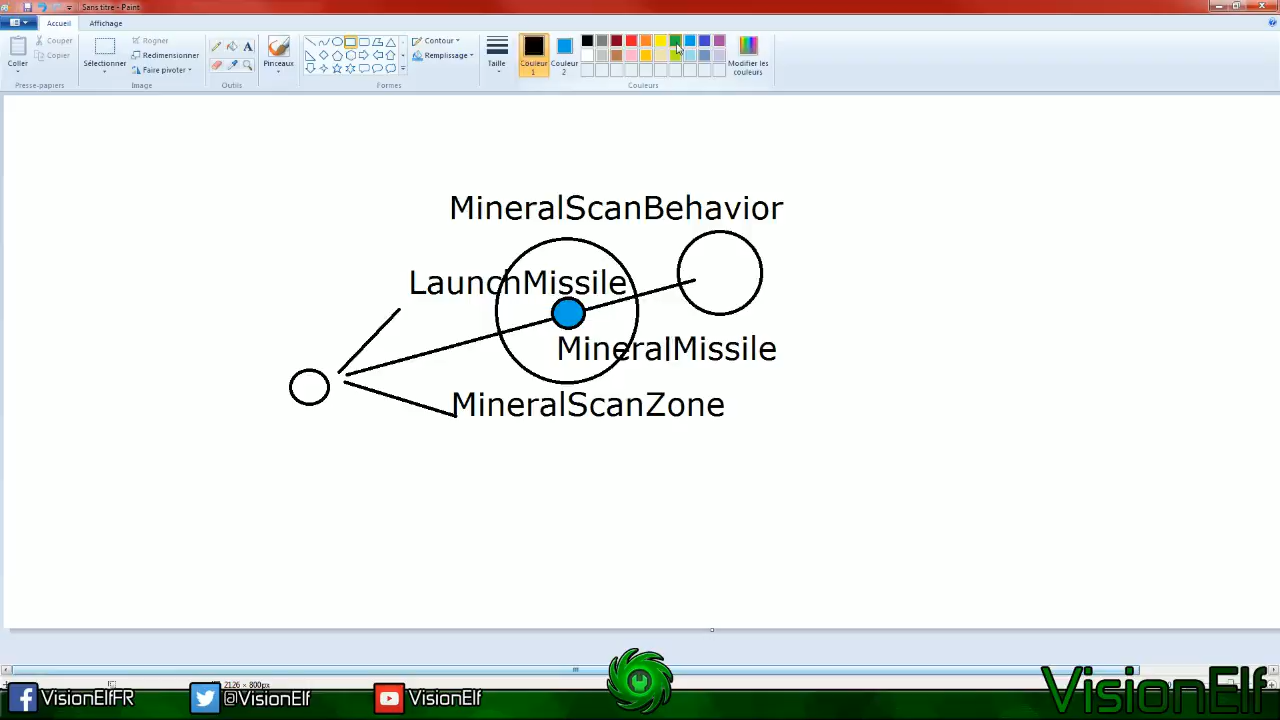 Sans titre - Paint
Accueil
Affichage
Coller
Couper
Copier
Presse-papiers
Sélectionner
Rogner
Redimensionner
Faire pivoter
Image
A
Outils
Pinceaux
Contour
Remplissage
Formes
Taille
Couleur 1
Couleur 2
Modifier les couleurs
Couleurs
MineralScanBehavior
LaunchMissile
MineralMissile
MineralScanZone
2126 × 800px
VisionElfFR
@VisionElf
VisionElf
VisionElf